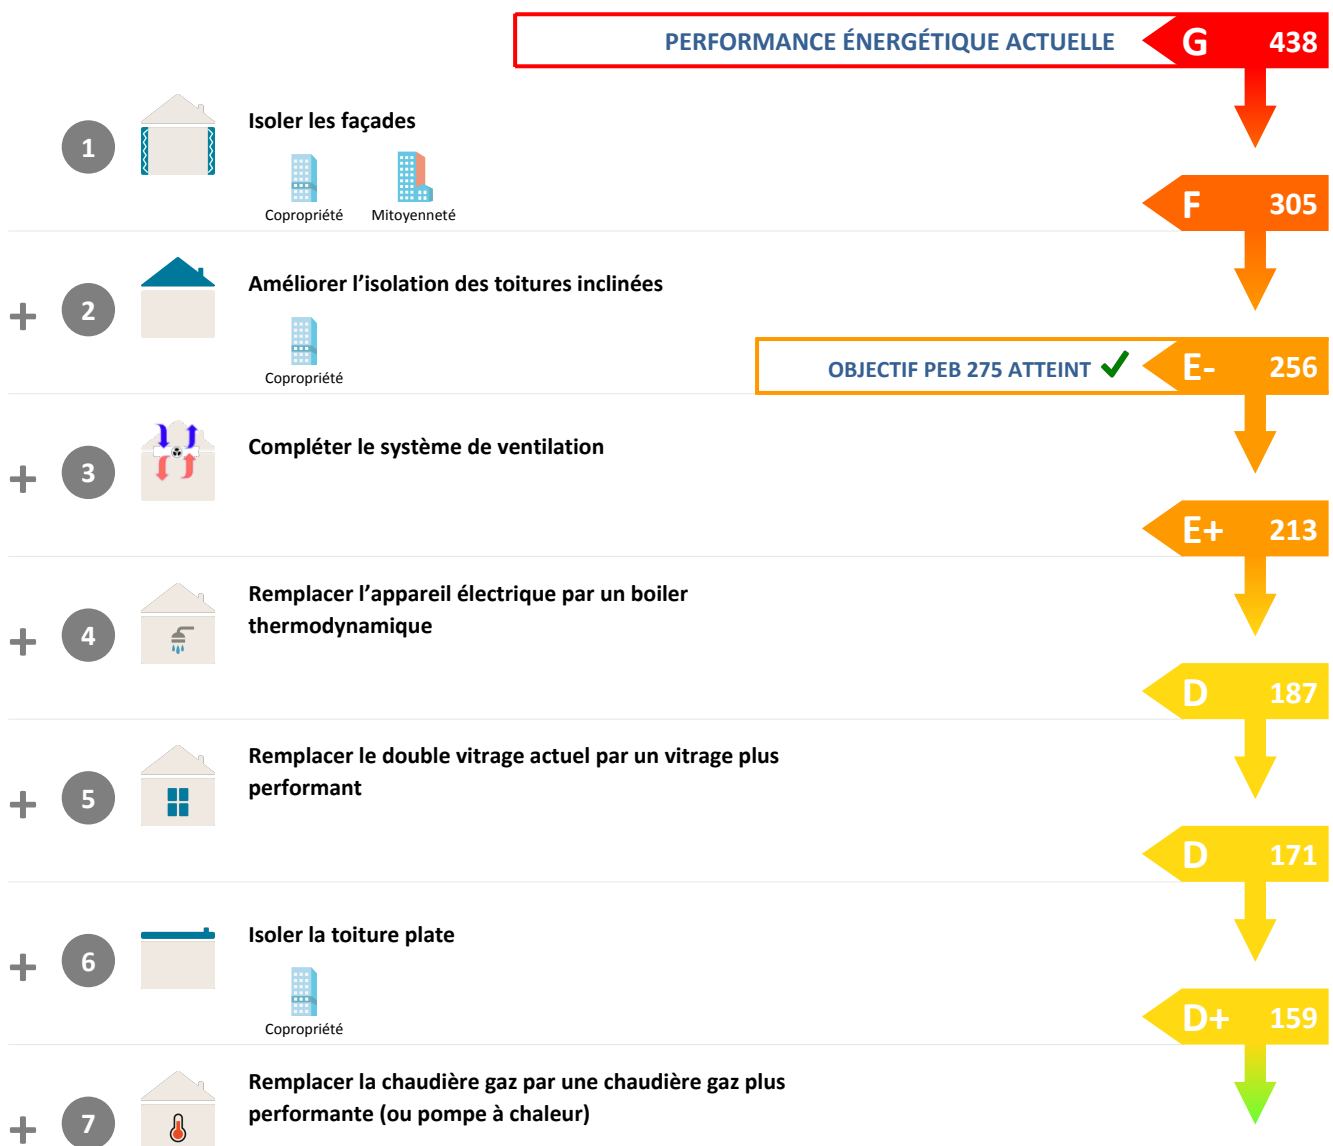 PERFORMANCE ÉNERGÉTIQUE ACTUELLE G 438
1 Isoler les façades
Copropriété Mitoyenneté
F 305
+ 2 Améliorer l’isolation des toitures inclinées
Copropriété
OBJECTIF PEB 275 ATTEINT ✓ E- 256
+ 3 Compléter le système de ventilation
E+ 213
+ 4 Remplacer l’appareil électrique par un boiler
thermodynamique
D 187
+ 5 Remplacer le double vitrage actuel par un vitrage plus
performant
D 171
+ 6 Isoler la toiture plate
Copropriété
D+ 159
+ 7 Remplacer la chaudière gaz par une chaudière gaz plus
performante (ou pompe à chaleur)